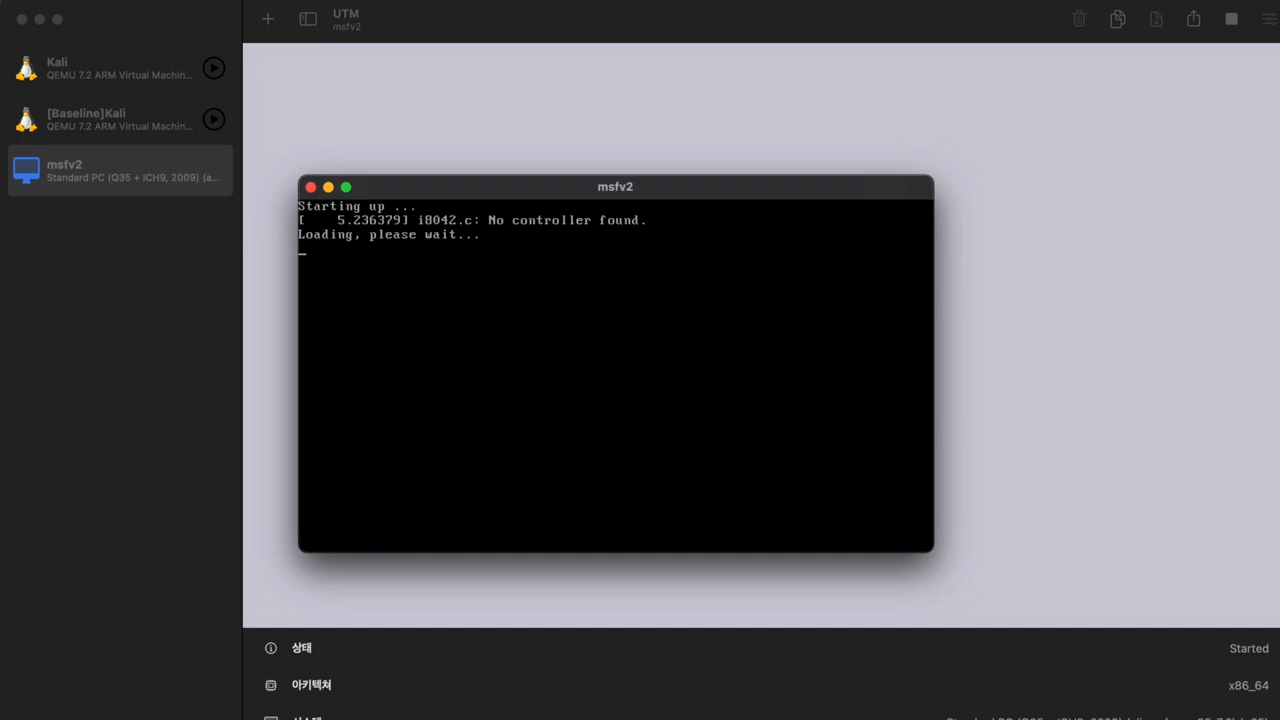 UTM
msfv2
Kali
QEMU 7.2 ARM Virtual Machin...
[Baseline]Kali
QEMU 7.2 ARM Virtual Machin...
msfv2
Standard PC (Q35 + ICH9, 2009) (a...
msfv2
Starting up ...
[    5.236379] i8042.c: No controller found.
Loading, please wait...
상태
Started
아키텍쳐
x86_64